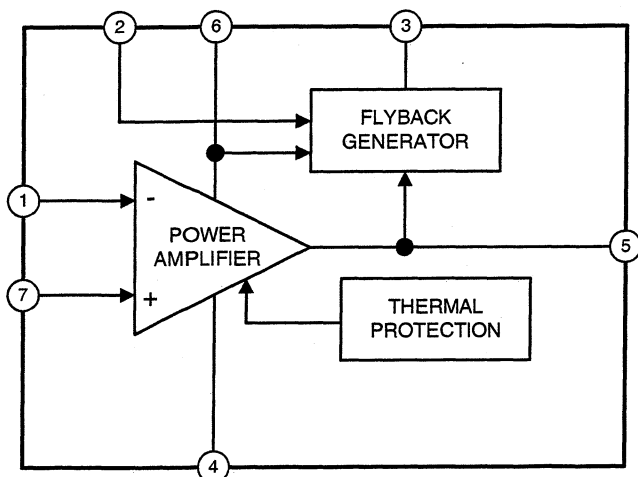 2
6
3
FLYBACK
GENERATOR
1
-
POWER
AMPLIFIER
5
7
+
THERMAL
PROTECTION
4